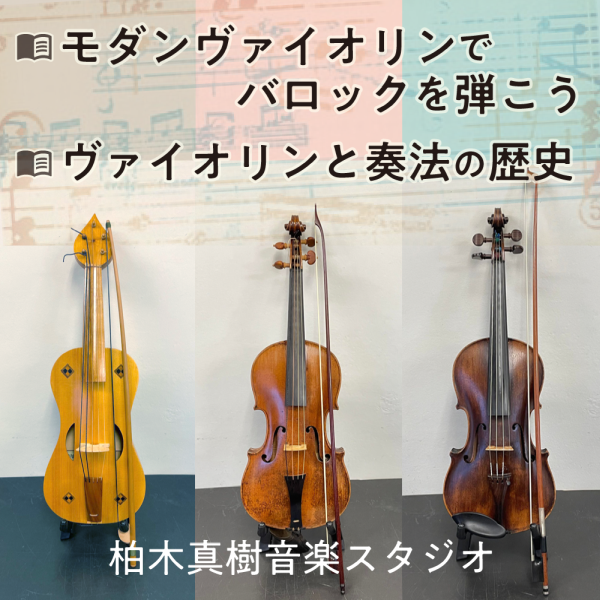 モダンヴァイオリンで
バロックを弾こう
ヴァイオリンと奏法の歴史
柏木真樹音楽スタジオ